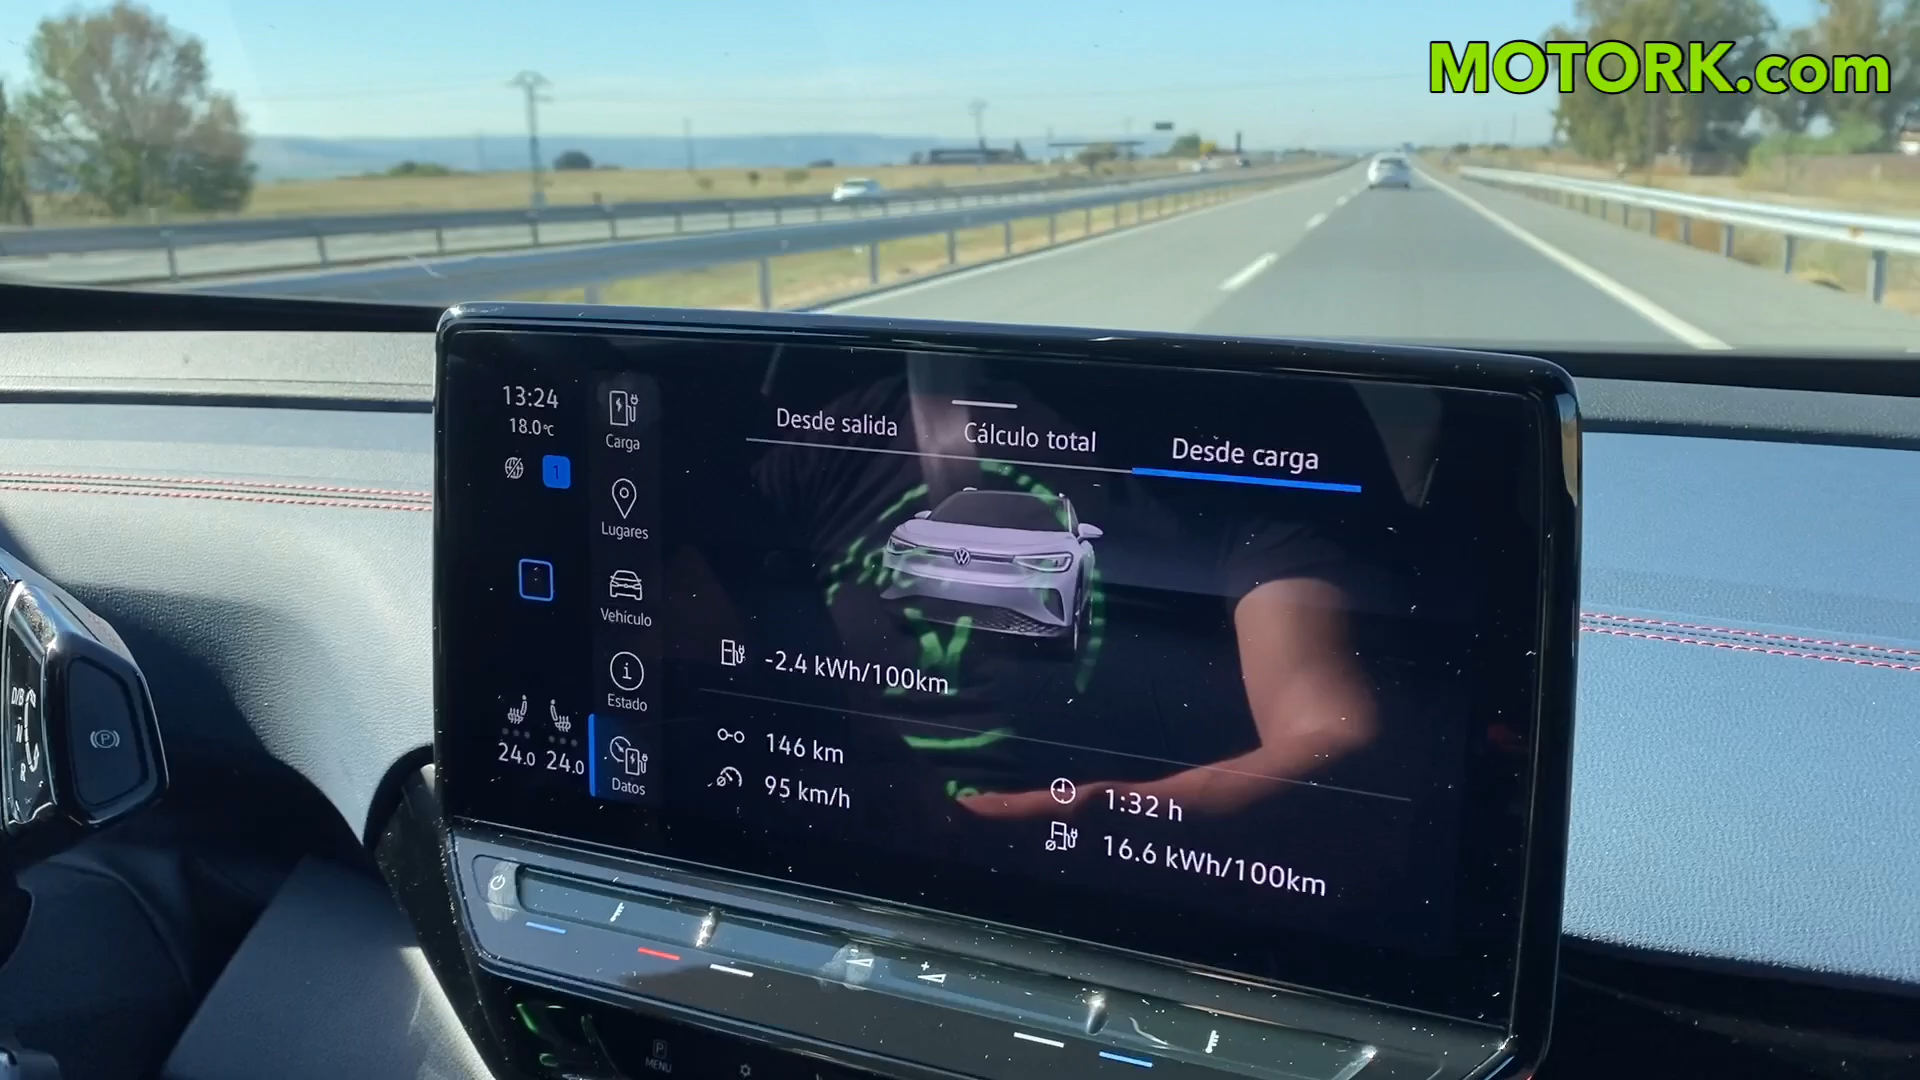 MOTORK.com
13:24
18.0°C
1
Carga
Lugares
Vehículo
Estado
Datos
24.0 24.0
Desde salida
Cálculo total
Desde carga
-2.4 kWh/100km
146 km
95 km/h
1:32 h
16.6 kWh/100km
D/B
N
R
P
P
MENU